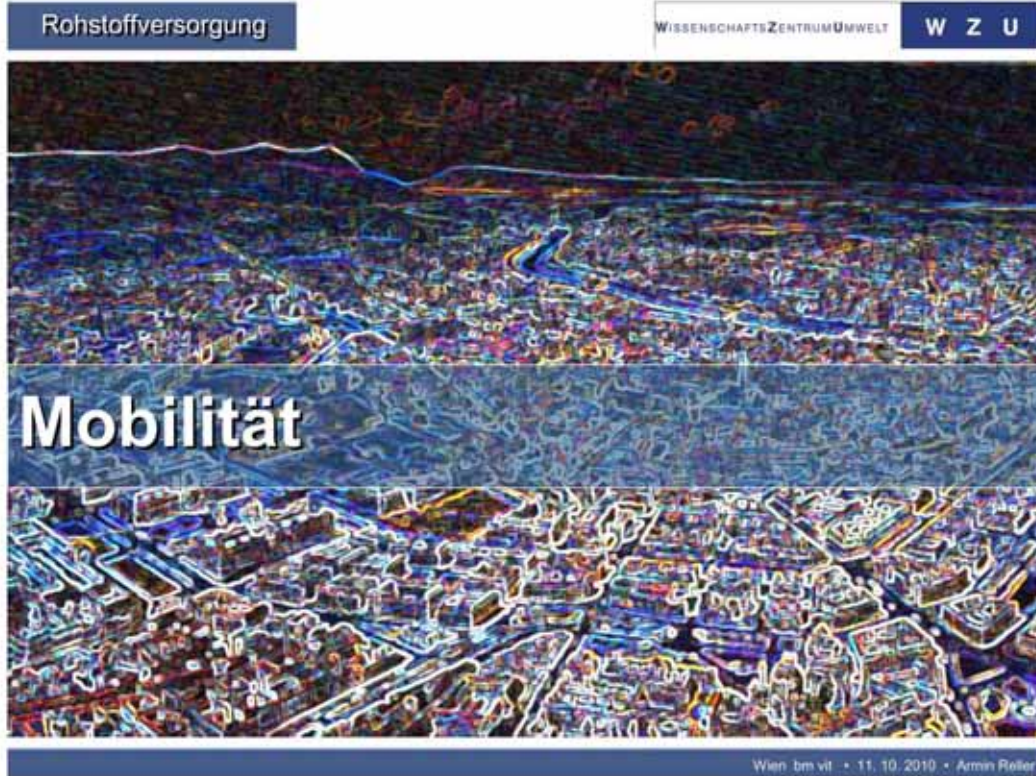 Rohstoffversorgung
WISSENSCHAFTSZENTRUMUMWELT
W Z U
Mobilität
Wien bm vit • 11. 10. 2010 • Armin Reller